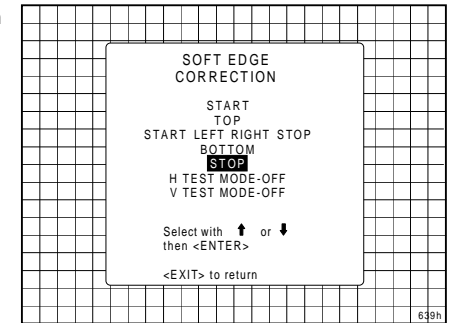 SOFT EDGE
CORRECTION
START
TOP
START LEFT RIGHT STOP
BOTTOM
STOP
H TEST MODE-OFF
V TEST MODE-OFF
Select with ⬆ or ⬇
then <ENTER>
<EXIT> to return
639h